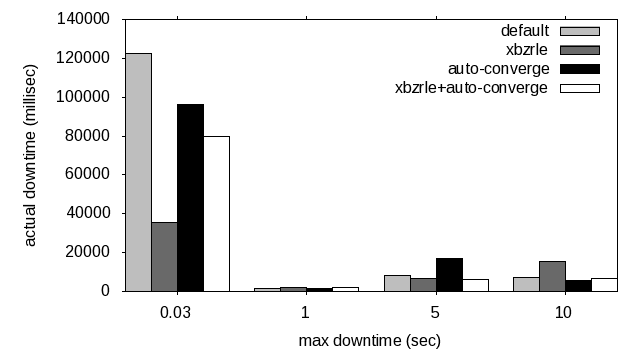 140000
120000
100000
80000
60000
40000
20000
0
actual downtime (millisec)
default
xbzrle
auto-converge
xbzrle+auto-converge
0.03 1 5 10
max downtime (sec)